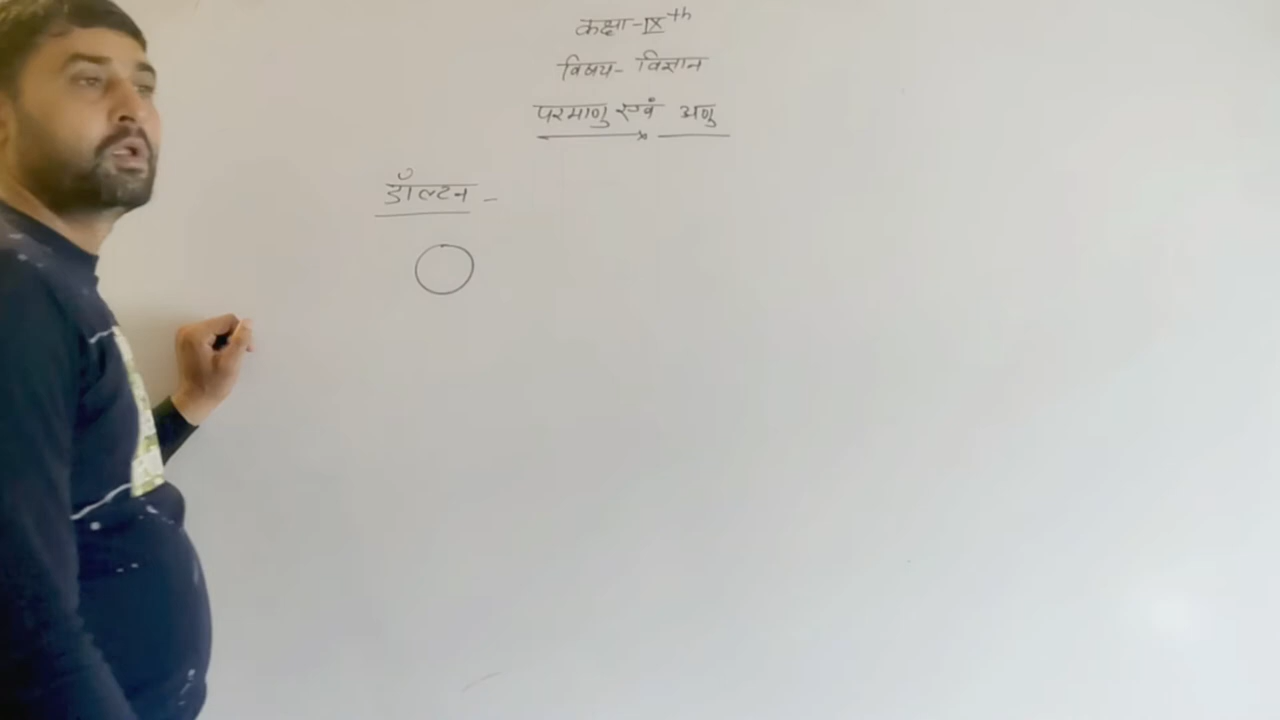 कक्षा-IXth
विषय- विज्ञान
परमाणु एवं अणु
डॉल्टन -